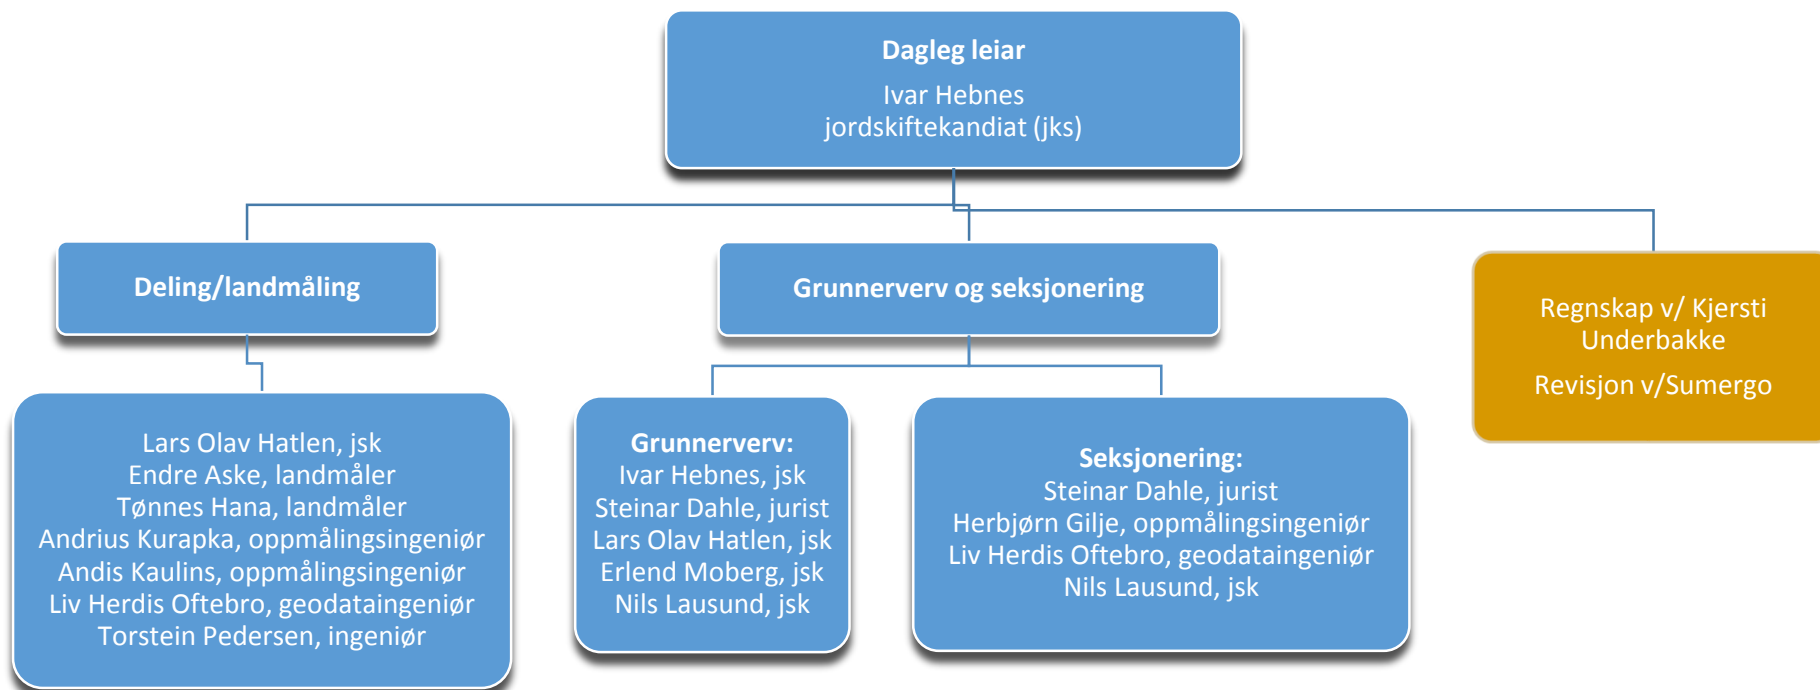 Dagleg leiar
Ivar Hebnes
jordskiftekandiat (jks)
Deling/landmåling
Grunnerverv og seksjonering
Regnskap v/ Kjersti
Underbakke
Revisjon v/Sumergo
Lars Olav Hatlen, jsk
Endre Aske, landmåler
Tønnes Hana, landmåler
Andrius Kurapka, oppmålingsingeniør
Andis Kaulins, oppmålingsingeniør
Liv Herdis Oftebro, geodataingeniør
Torstein Pedersen, ingeniør
Grunnerverv:
Ivar Hebnes, jsk
Steinar Dahle, jurist
Lars Olav Hatlen, jsk
Erlend Moberg, jsk
Nils Lausund, jsk
Seksjonering:
Steinar Dahle, jurist
Herbjørn Gilje, oppmålingsingeniør
Liv Herdis Oftebro, geodataingeniør
Nils Lausund, jsk